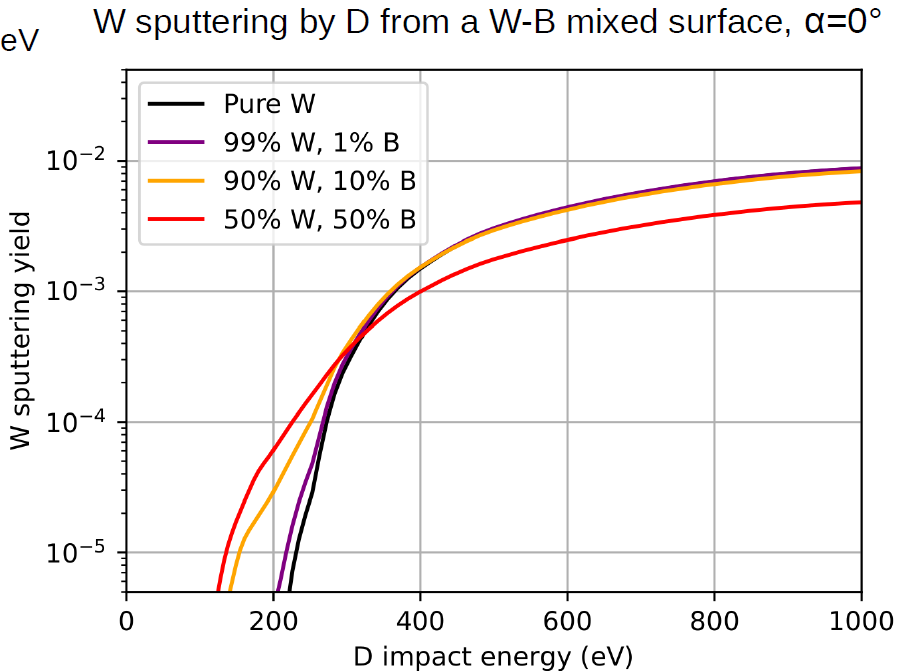 W sputtering by D from a W-B mixed surface, α=0°
eV
Pure W
99% W, 1% B
90% W, 10% B
50% W, 50% B
10⁻²
10⁻³
10⁻⁴
10⁻⁵
W sputtering yield
0 200 400 600 800 1000
D impact energy (eV)